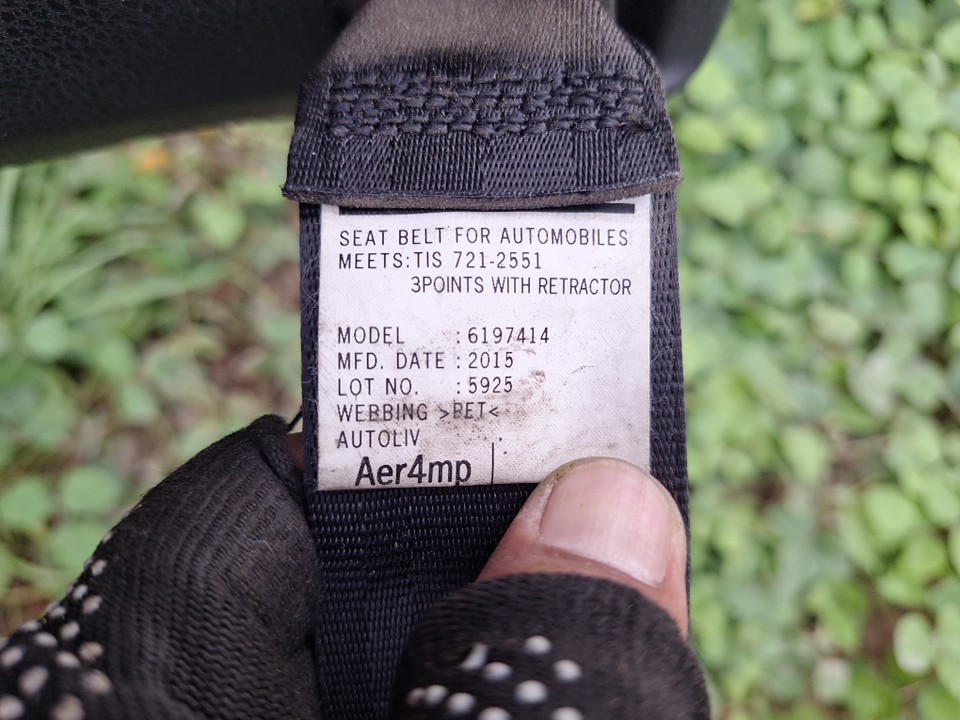 SEAT BELT FOR AUTOMOBILES
MEETS:TIS 721-2551
3POINTS WITH RETRACTOR
MODEL : 6197414
MFD. DATE : 2015
LOT NO. : 5925
WEBBING >PET<
AUTOLIV
Aer4mp